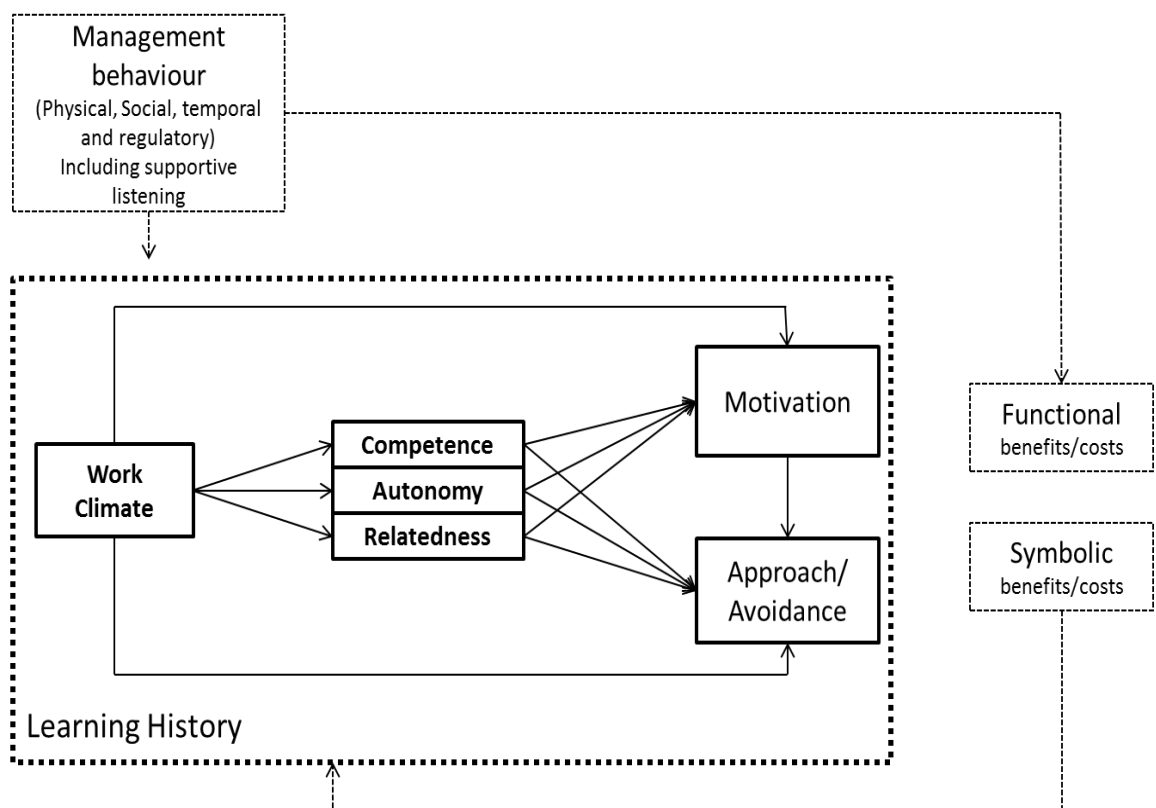 Management
behaviour
(Physical, Social, temporal
and regulatory)
Including supportive
listening
Motivation
Functional
benefits/costs
Competence
Work
Climate
Autonomy
Relatedness
Symbolic
benefits/costs
Approach/
Avoidance
Learning History